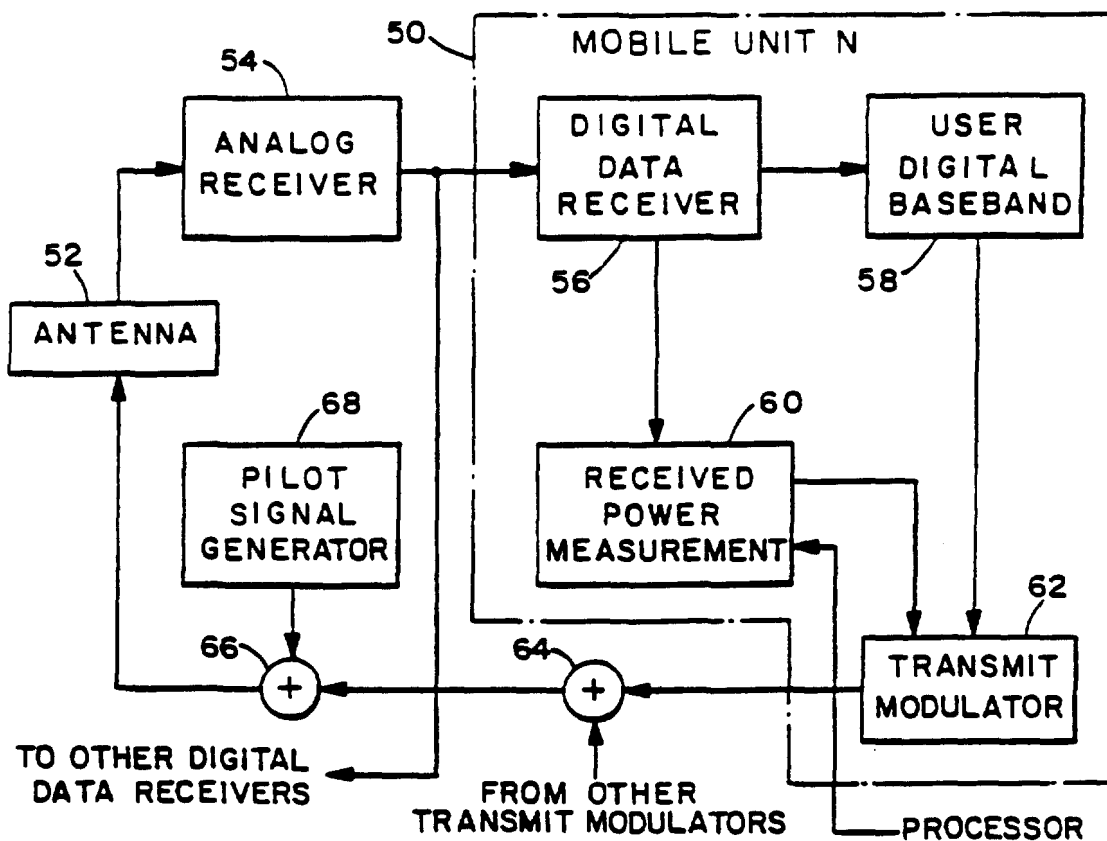 50
MOBILE UNIT N
54
ANALOG
RECEIVER
DIGITAL
DATA
RECEIVER
USER
DIGITAL
BASEBAND
52
56
58
ANTENNA
68
60
PILOT
SIGNAL
GENERATOR
RECEIVED
POWER
MEASUREMENT
62
66
+
64
+
TRANSMIT
MODULATOR
TO OTHER DIGITAL
DATA RECEIVERS
FROM OTHER
TRANSMIT MODULATORS
PROCESSOR